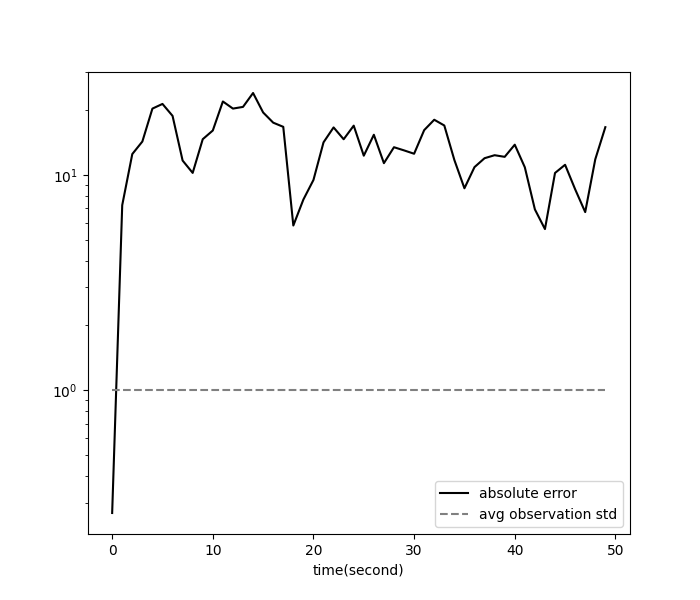 10¹
10⁰
absolute error
avg observation std
0 10 20 30 40 50
time(second)